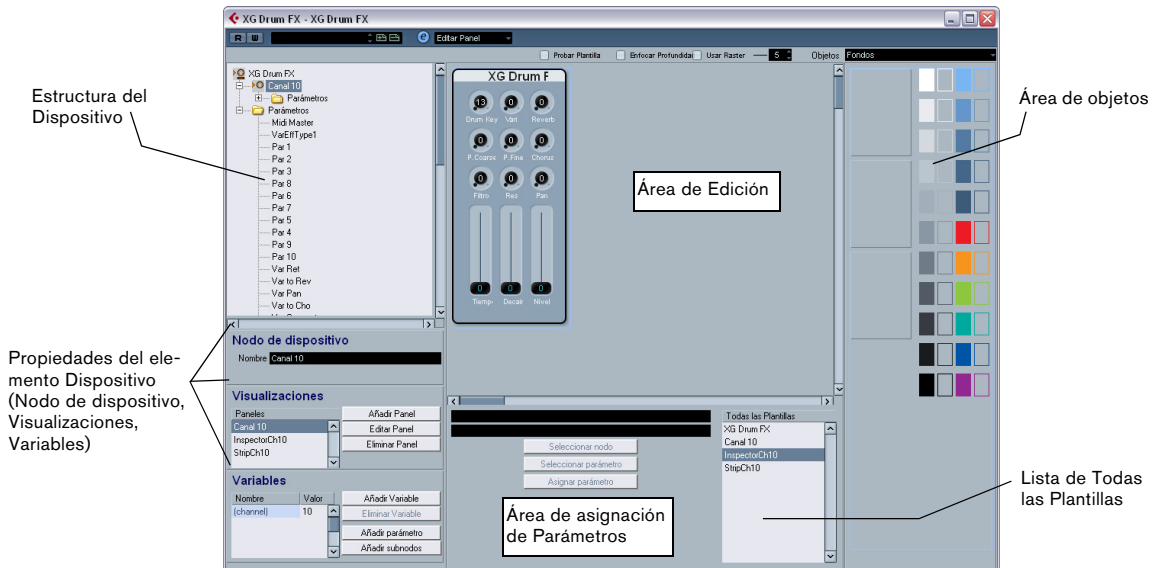 XG Drum FX - XG Drum FX
R W
e
Editar Panel
Probar Plantilla
Enfocar Profundidad
Usar Raster
5
Objetos
Fondos
Estructura del
Dispositivo
XG Drum FX
Canal 10
Parámetros
Parámetros
Midi Master
VarEffType1
Par 1
Par 2
Par 3
Par 8
Par 6
Par 7
Par 5
Par 4
Par 9
Par 10
Var Ret
Var to Rev
Var Pan
Var to Cho
XG Drum F
13 0 0
Drum Key Vari Reverb
0 0 0
P.Coarse P.Fine Chorus
0 0 0
Filtro Res Pan
0 0 0
Tiemp Decair Nivel
Área de Edición
Área de objetos
Propiedades del ele-
mento Dispositivo
(Nodo de dispositivo,
Visualizaciones,
Variables)
Nodo de dispositivo
Nombre Canal 10
Visualizaciones
Paneles
Canal 10
InspectorCh10
StripCh10
Añadir Panel
Editar Panel
Eliminar Panel
Variables
Nombre Valor
(channel) 10
Añadir Variable
Eliminar Variable
Añadir parámetro
Añadir subnodos
Seleccionar nodo
Seleccionar parámetro
Asignar parámetro
Área de asignación
de Parámetros
Todas las Plantillas
XG Drum FX
Canal 10
InspectorCh10
StripCh10
Lista de Todas
las Plantillas